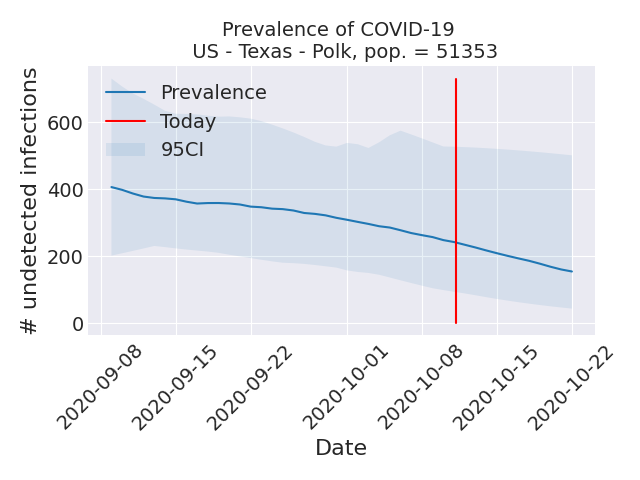 Prevalence of COVID-19
US - Texas - Polk, pop. = 51353
# undetected infections
600
400
200
0
Prevalence
Today
95CI
2020-09-08
2020-09-15
2020-09-22
2020-10-01
2020-10-08
2020-10-15
2020-10-22
Date